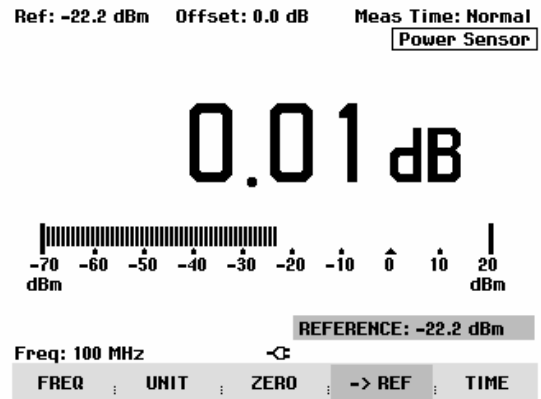 Ref: -22.2 dBm Offset: 0.0 dB Meas Time: Normal
Power Sensor
0.01 dB
-70 -60 -50 -40 -30 -20 -10 0 10 20
dBm dBm
REFERENCE: -22.2 dBm
Freq: 100 MHz
FREQ UNIT ZERO -> REF TIME